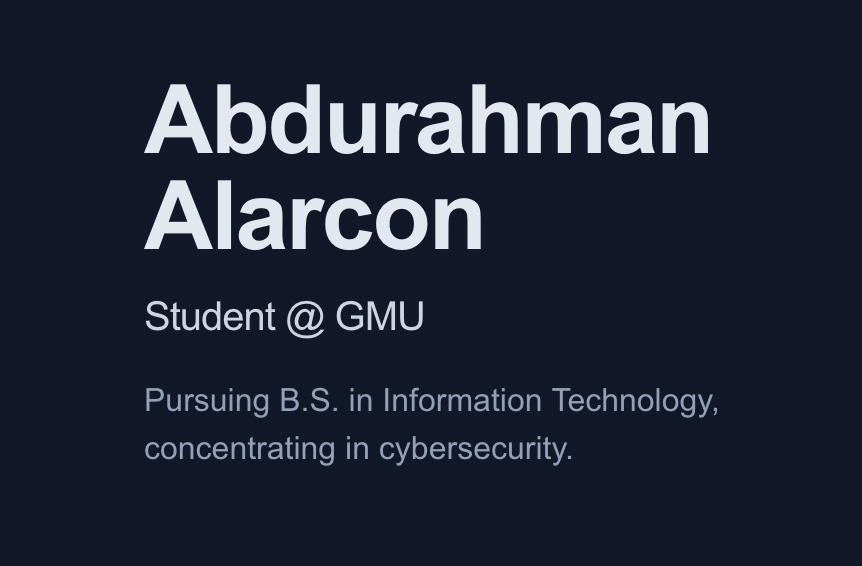 Abdurahman
Alarcon
Student @ GMU
Pursuing B.S. in Information Technology,
concentrating in cybersecurity.